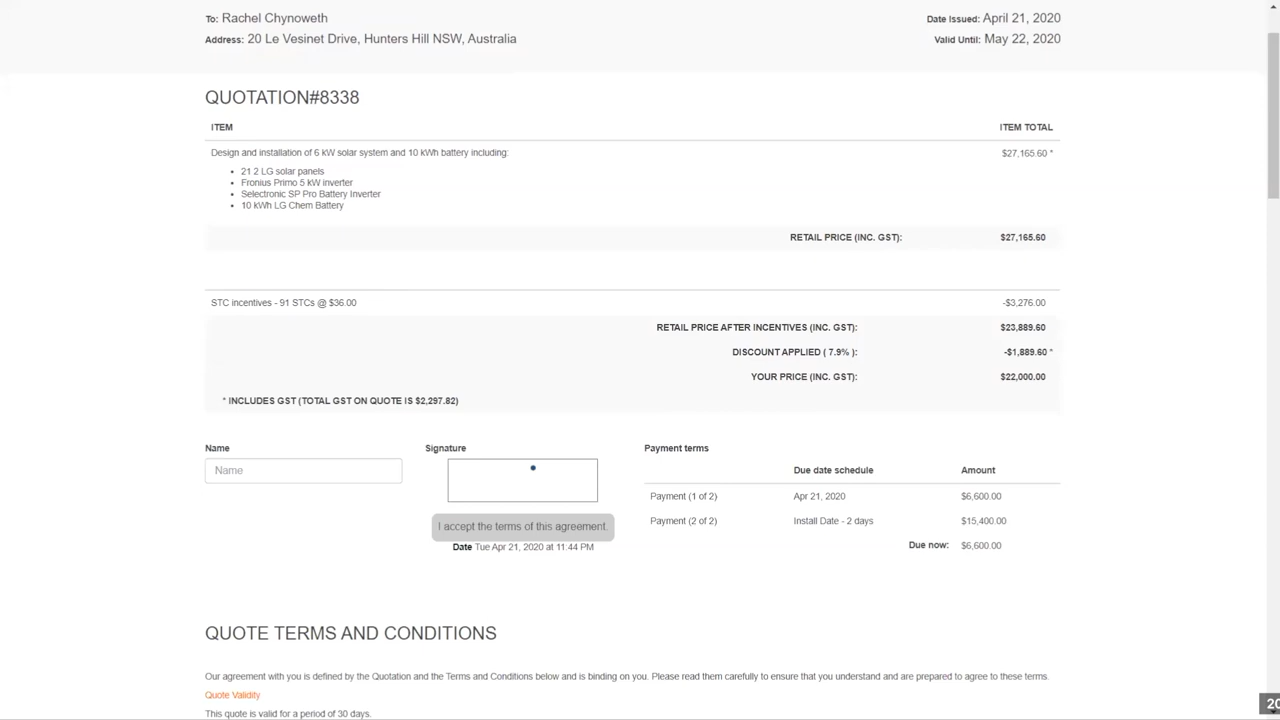 To: Rachel Chynoweth
Date Issued: April 21, 2020
Address: 20 Le Vesinet Drive, Hunters Hill NSW, Australia
Valid Until: May 22, 2020
QUOTATION#8338
ITEM ITEM TOTAL
Design and installation of 6 kW solar system and 10 kWh battery including: $27,165.60 *
• 21 2 LG solar panels
• Fronius Primo 5 kW inverter
• Selectronic SP Pro Battery Inverter
• 10 kWh LG Chem Battery
RETAIL PRICE (INC. GST): $27,165.60
STC incentives - 91 STCs @ $36.00 -$3,276.00
RETAIL PRICE AFTER INCENTIVES (INC. GST): $23,889.60
DISCOUNT APPLIED ( 7.9% ): -$1,889.60 *
YOUR PRICE (INC. GST): $22,000.00
* INCLUDES GST (TOTAL GST ON QUOTE IS $2,297.82)
Name
Name
Signature
I accept the terms of this agreement.
Date Tue Apr 21, 2020 at 11:44 PM
Payment terms
Due date schedule Amount
Payment (1 of 2) Apr 21, 2020 $6,600.00
Payment (2 of 2) Install Date - 2 days $15,400.00
Due now: $6,600.00
QUOTE TERMS AND CONDITIONS
Our agreement with you is defined by the Quotation and the Terms and Conditions below and is binding on you. Please read them carefully to ensure that you understand and are prepared to agree to these terms.
Quote Validity
This quote is valid for a period of 30 days.